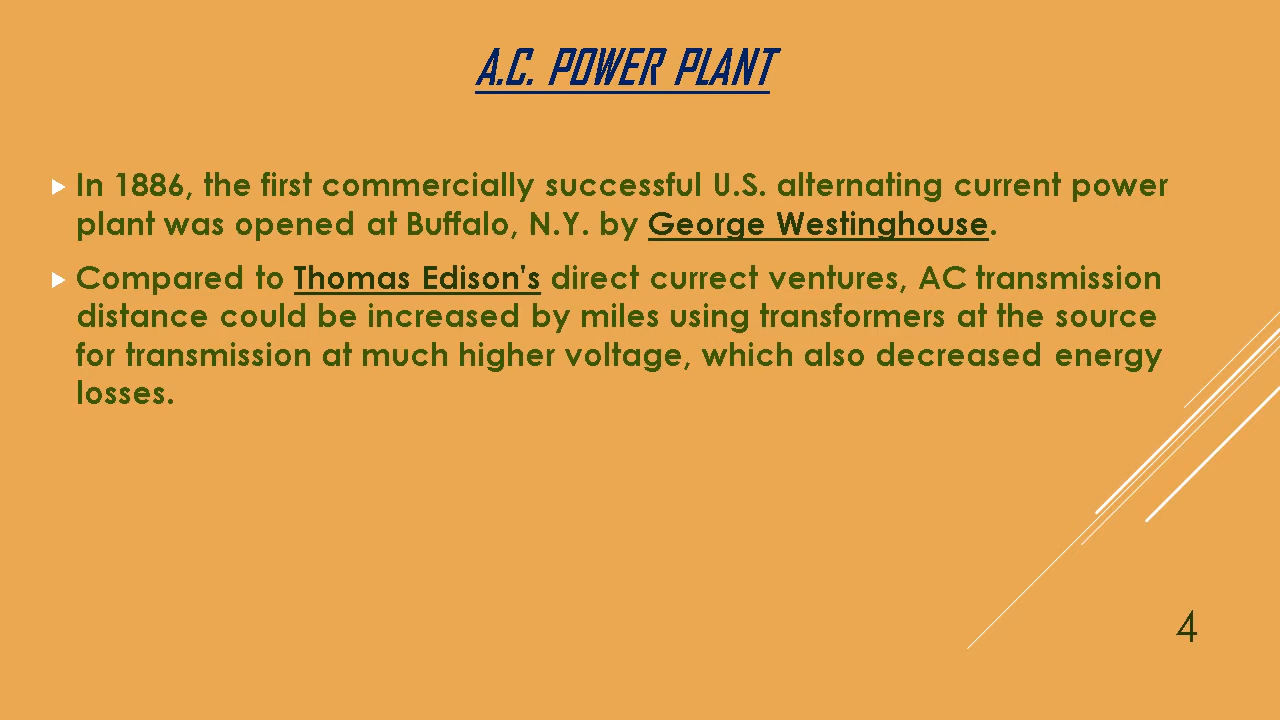 A.C. POWER PLANT
In 1886, the first commercially successful U.S. alternating current power
plant was opened at Buffalo, N.Y. by George Westinghouse.
Compared to Thomas Edison's direct currect ventures, AC transmission
distance could be increased by miles using transformers at the source
for transmission at much higher voltage, which also decreased energy
losses.
4